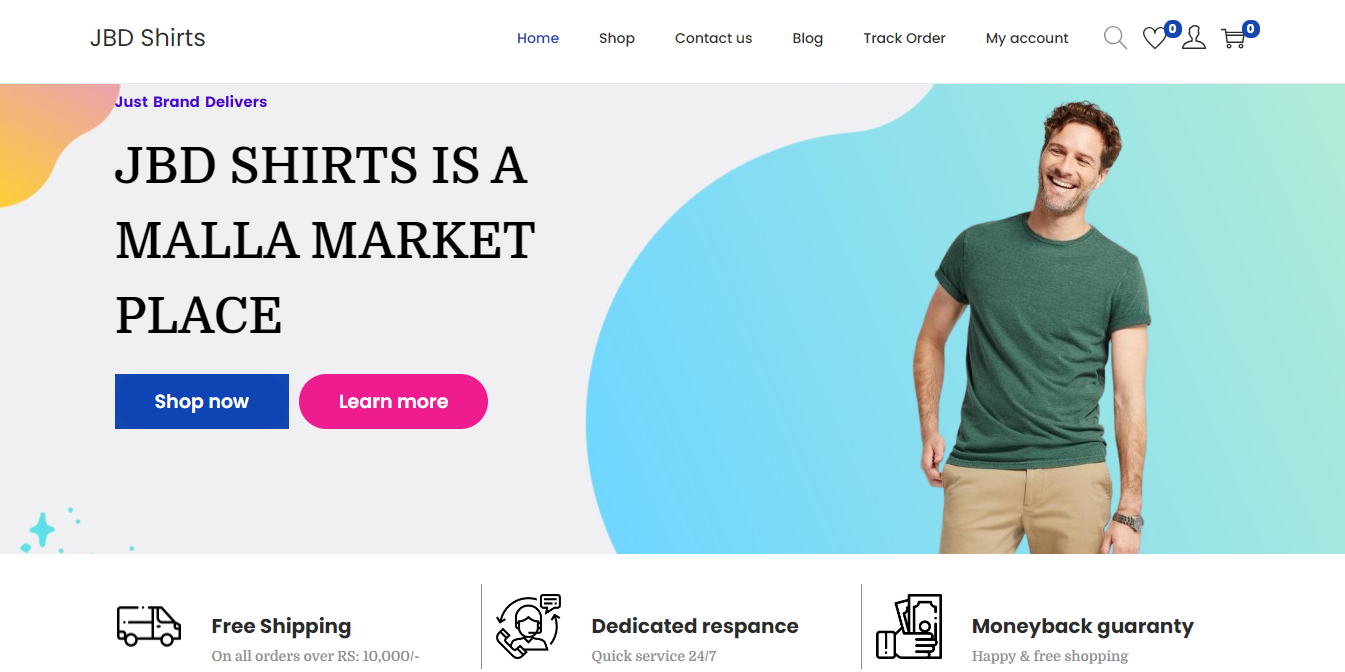 JBD Shirts
Home Shop Contact us Blog Track Order My account 0 0
Just Brand Delivers
JBD SHIRTS IS A
MALLA MARKET
PLACE
Shop now Learn more
Free Shipping
On all orders over RS: 10,000/-
Dedicated respance
Quick service 24/7
Moneyback guaranty
Happy & free shopping